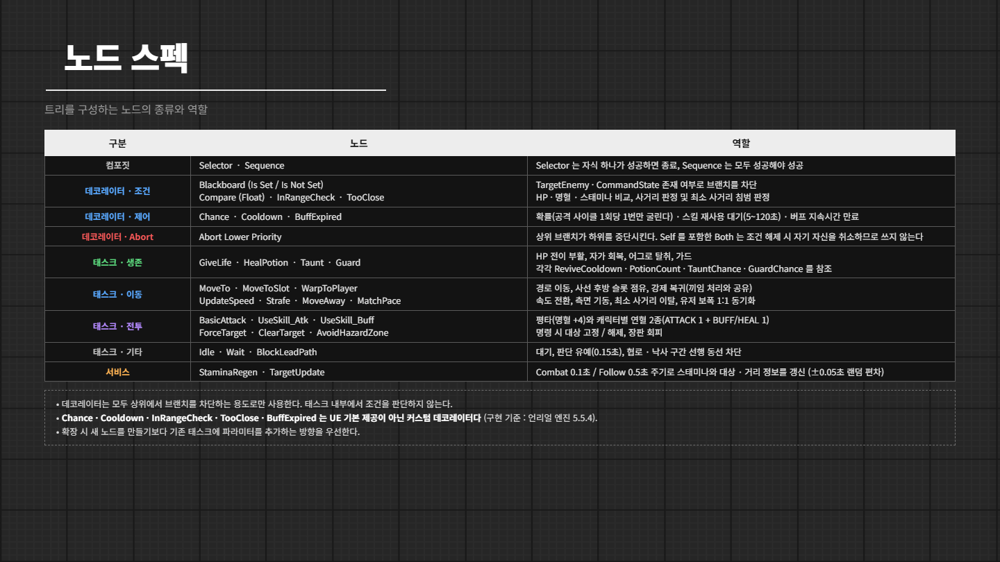 노드 스펙
트리를 구성하는 노드의 종류와 역할
구분 노드 역할
컴포짓 Selector · Sequence Selector 는 자식 하나가 성공하면 종료, Sequence 는 모두 성공해야 성공
데코레이터 · 조건 Blackboard (Is Set / Is Not Set) TargetEnemy · CommandState 존재 여부로 브랜치를 차단
Compare (Float) · InRangeCheck · TooClose HP · 명혈 · 스태미나 비교, 사거리 판정 및 최소 사거리 침범 판정
데코레이터 · 제어 Chance · Cooldown · BuffExpired 확률(공격 사이클 1회당 1번만 굴린다) · 스킬 재사용 대기(5~120초) · 버프 지속시간 만료
데코레이터 · Abort Abort Lower Priority 상위 브랜치가 하위를 중단시킨다. Self 를 포함한 Both 는 조건 해제 시 자기 자신을 취소하므로 쓰지 않는다
태스크 · 생존 GiveLife · HealPotion · Taunt · Guard HP 전이 부활, 자가 회복, 어그로 탈취, 가드
각각 ReviveCooldown · PotionCount · TauntChance · GuardChance 를 참조
태스크 · 이동 MoveTo · MoveToSlot · WarpToPlayer 경로 이동, 사선 후방 슬롯 점유, 강제 복귀(끼임 처리와 공유)
UpdateSpeed · Strafe · MoveAway · MatchPace 속도 전환, 측면 기동, 최소 사거리 이탈, 유저 보폭 1:1 동기화
태스크 · 전투 BasicAttack · UseSkill_Atk · UseSkill_Buff 평타(명혈 +4)와 캐릭터별 연혈 2종(ATTACK 1 + BUFF/HEAL 1)
ForceTarget · ClearTarget · AvoidHazardZone 명령 시 대상 고정 / 해제, 장판 회피
태스크 · 기타 Idle · Wait · BlockLeadPath 대기, 판단 유예(0.15초), 협로 · 낙사 구간 선행 동선 차단
서비스 StaminaRegen · TargetUpdate Combat 0.1초 / Follow 0.5초 주기로 스태미나와 대상 · 거리 정보를 갱신 (±0.05초 랜덤 편차)
• 데코레이터는 모두 상위에서 브랜치를 차단하는 용도로만 사용한다. 태스크 내부에서 조건을 판단하지 않는다.
• Chance · Cooldown · InRangeCheck · TooClose · BuffExpired 는 UE 기본 제공이 아닌 커스텀 데코레이터다 (구현 기준 : 언리얼 엔진 5.5.4).
• 확장 시 새 노드를 만들기보다 기존 태스크에 파라미터를 추가하는 방향을 우선한다.